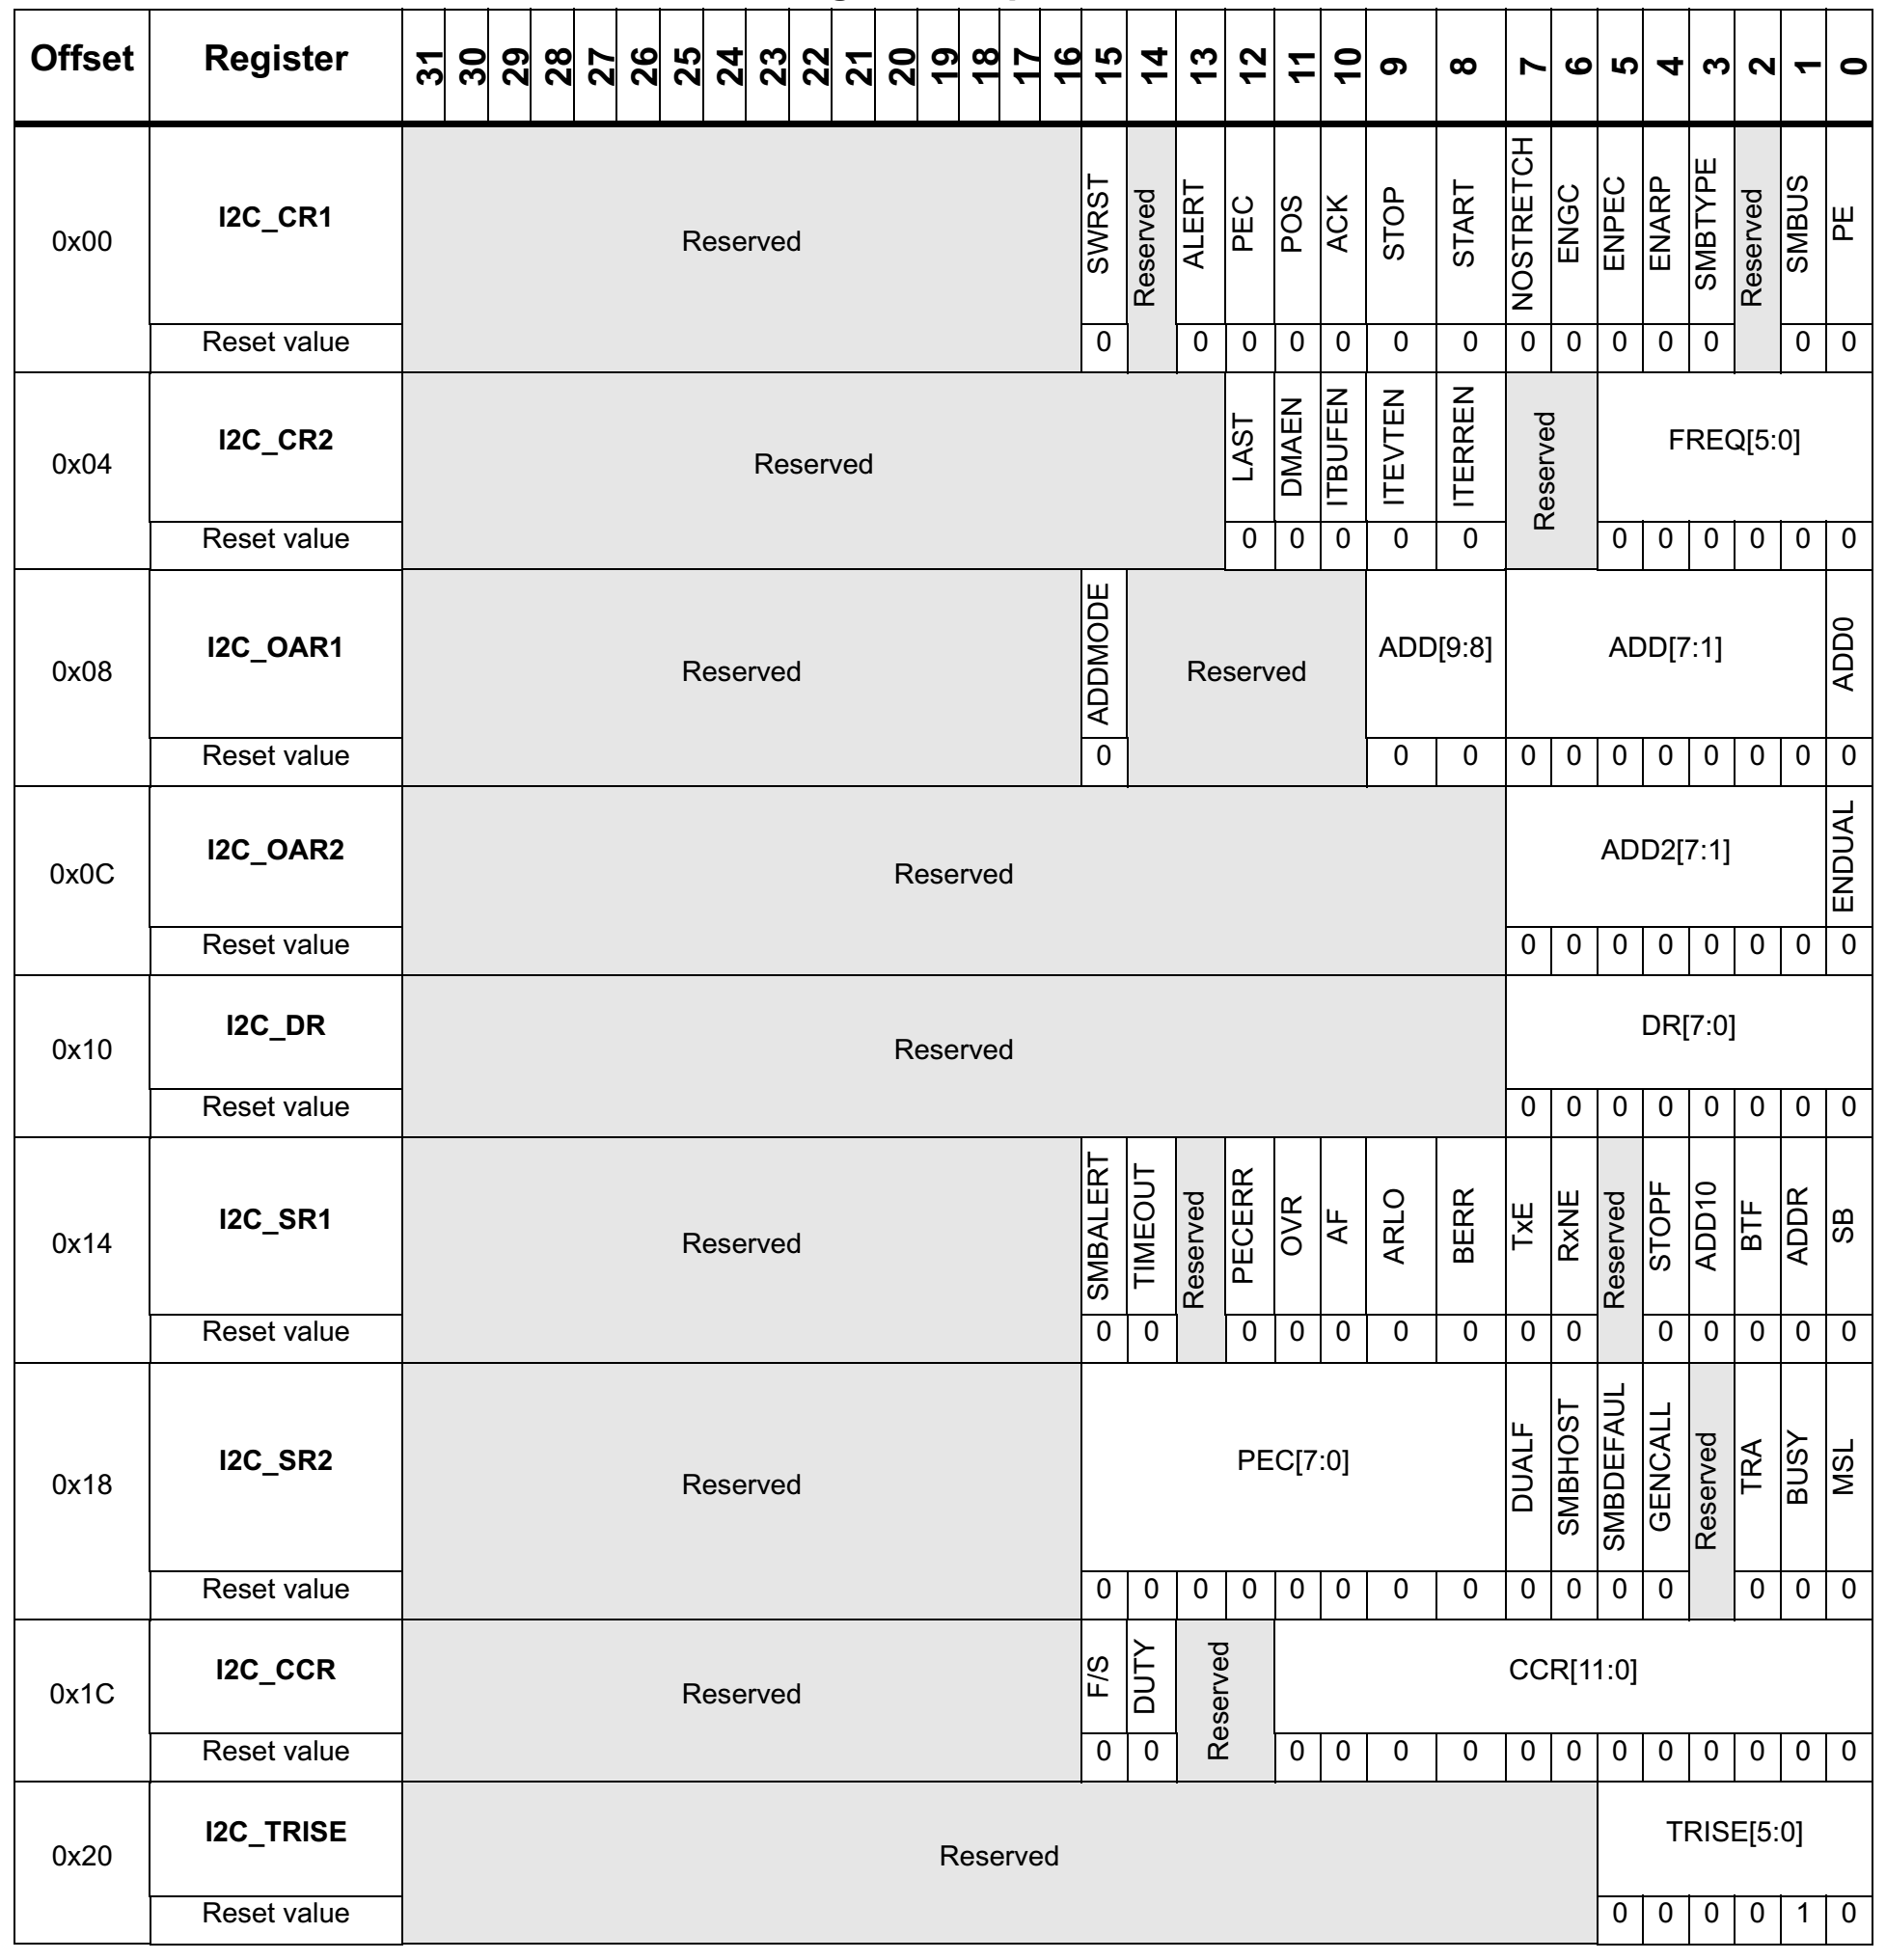 Offset Register 31 30 29 28 27 26 25 24 23 22 21 20 19 18 17 16 15 14 13 12 11 10 9 8 7 6 5 4 3 2 1 0
0x00 I2C_CR1 Reserved SWRST Reserved ALERT PEC POS ACK STOP START NOSTRETCH ENGC ENPEC ENARP SMBTYPE Reserved SMBUS PE
Reset value 0 0 0 0 0 0 0 0 0 0 0 0 0 0
0x04 I2C_CR2 Reserved LAST DMAEN ITBUFEN ITEVTEN ITERREN Reserved FREQ[5:0]
Reset value 0 0 0 0 0 0 0 0 0 0 0
0x08 I2C_OAR1 Reserved ADDMODE Reserved ADD[9:8] ADD[7:1] ADD0
Reset value 0 0 0 0 0 0 0 0 0 0 0
0x0C I2C_OAR2 Reserved ADD2[7:1] ENDUAL
Reset value 0 0 0 0 0 0 0 0
0x10 I2C_DR Reserved DR[7:0]
Reset value 0 0 0 0 0 0 0 0
0x14 I2C_SR1 Reserved SMBALERT TIMEOUT Reserved PECERR OVR AF ARLO BERR TxE RxNE Reserved STOPF ADD10 BTF ADDR SB
Reset value 0 0 0 0 0 0 0 0 0 0 0 0 0 0
0x18 I2C_SR2 Reserved PEC[7:0] DUALF SMBHOST SMBDEFAUL GENCALL Reserved TRA BUSY MSL
Reset value 0 0 0 0 0 0 0 0 0 0 0 0 0 0 0
0x1C I2C_CCR Reserved F/S DUTY Reserved CCR[11:0]
Reset value 0 0 0 0 0 0 0 0 0 0 0 0 0 0
0x20 I2C_TRISE Reserved TRISE[5:0]
Reset value 0 0 0 0 1 0